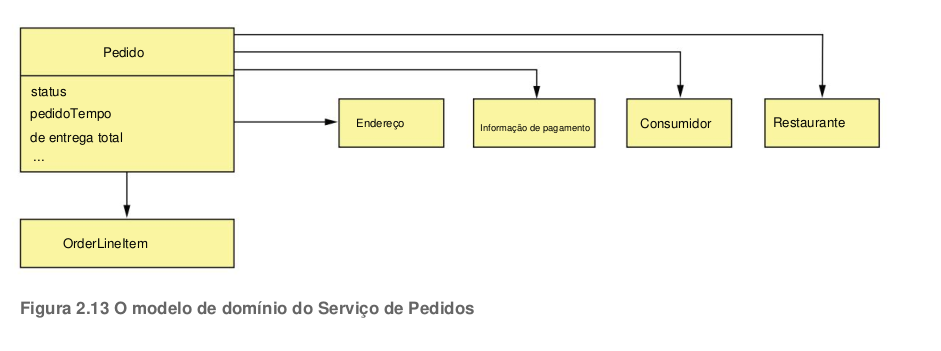 Pedido
status
pedidoTempo
de entrega total
...
Endereço
Informação de pagamento
Consumidor
Restaurante
OrderLineItem
Figura 2.13 O modelo de domínio do Serviço de Pedidos